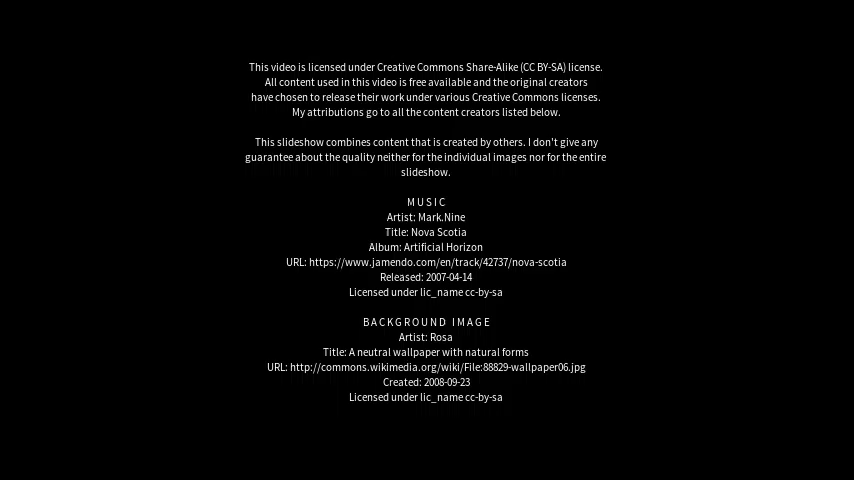 This video is licensed under Creative Commons Share-Alike (CC BY-SA) license.
All content used in this video is free available and the original creators
have chosen to release their work under various Creative Commons licenses.
My attributions go to all the content creators listed below.
This slideshow combines content that is created by others. I don't give any
guarantee about the quality neither for the individual images nor for the entire
slideshow.
MUSIC
Artist: Mark.Nine
Title: Nova Scotia
Album: Artificial Horizon
URL: https://www.jamendo.com/en/track/42737/nova-scotia
Released: 2007-04-14
Licensed under lic_name cc-by-sa
BACKGROUND IMAGE
Artist: Rosa
Title: A neutral wallpaper with natural forms
URL: http://commons.wikimedia.org/wiki/File:88829-wallpaper06.jpg
Created: 2008-09-23
Licensed under lic_name cc-by-sa